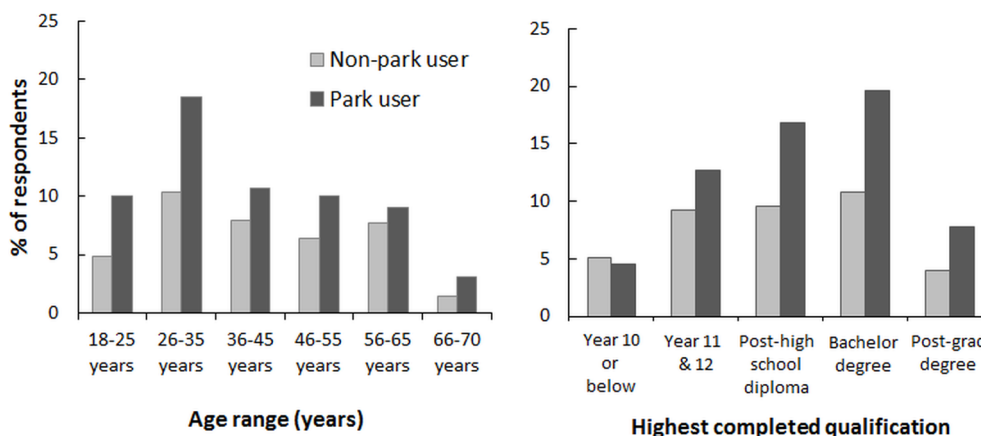 25
20
15
10
5
0
% of respondents
Non-park user
Park user
18-25
years
26-35
years
36-45
years
46-55
years
56-65
years
66-70
years
Age range (years)
25
20
15
10
5
0
Year 10
or
below
Year 11
& 12
Post-high
school
diploma
Bachelor
degree
Post-grad
degree
Highest completed qualification